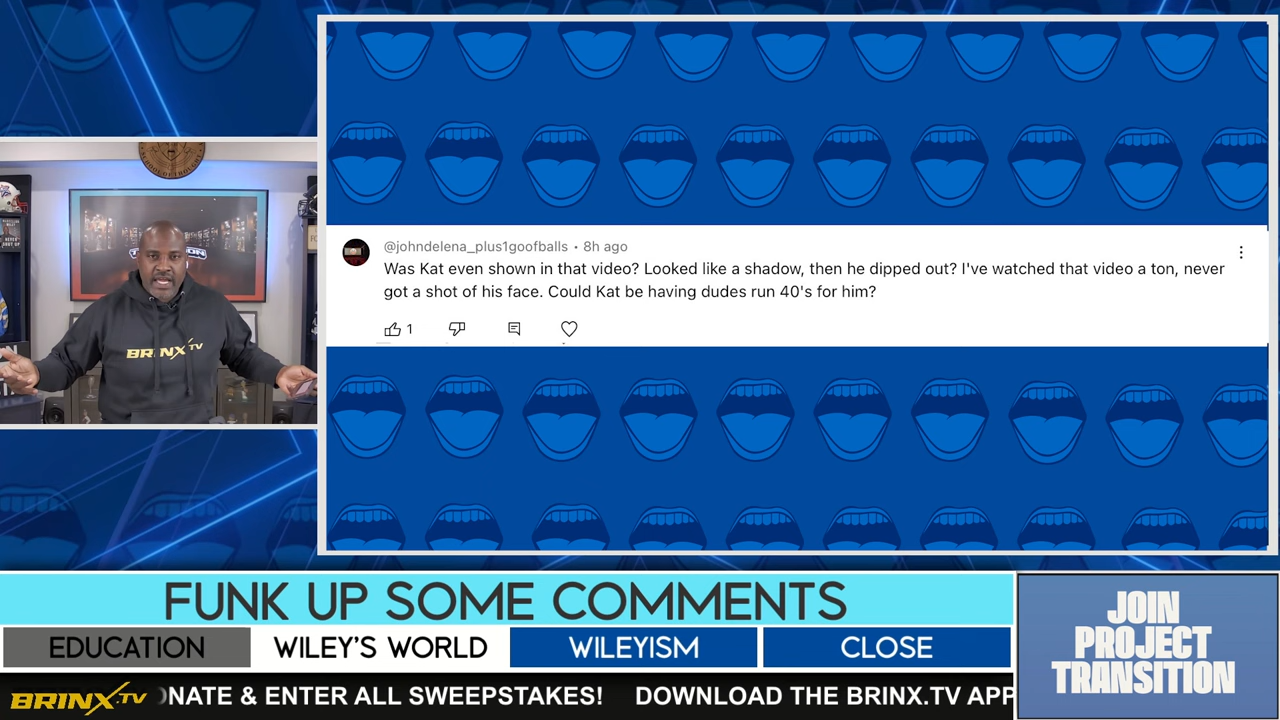 @johndelena_plus1goofballs • 8h ago
Was Kat even shown in that video? Looked like a shadow, then he dipped out? I've watched that video a ton, never
got a shot of his face. Could Kat be having dudes run 40's for him?
1
BRINX TV
FUNK UP SOME COMMENTS
EDUCATION
WILEY'S WORLD
WILEYISM
CLOSE
JOIN
PROJECT
TRANSITION
BRINX.TV
ONATE & ENTER ALL SWEEPSTAKES! DOWNLOAD THE BRINX.TV APP